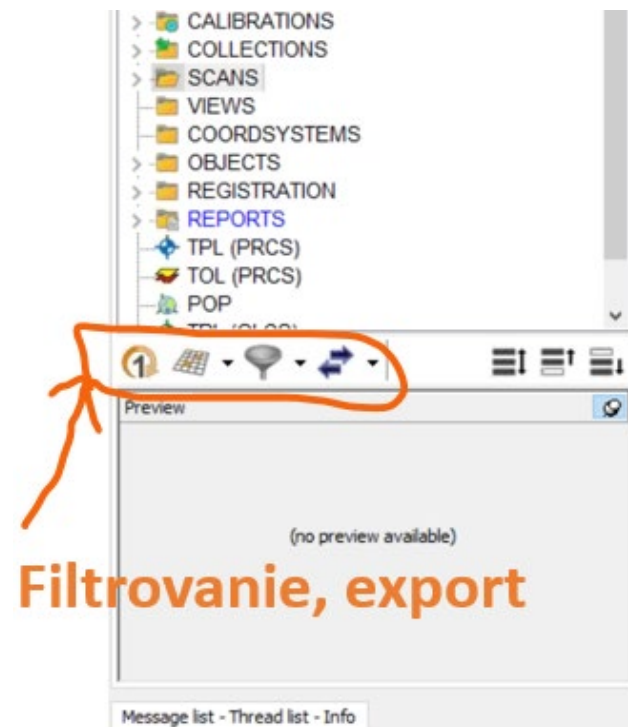 CALIBRATIONS
COLLECTIONS
SCANS
VIEWS
COORDSYSTEMS
OBJECTS
REGISTRATION
REPORTS
TPL (PRCS)
TOL (PRCS)
POP
1
Preview
(no preview available)
Filtrovanie, export
Message list - Thread list - Info